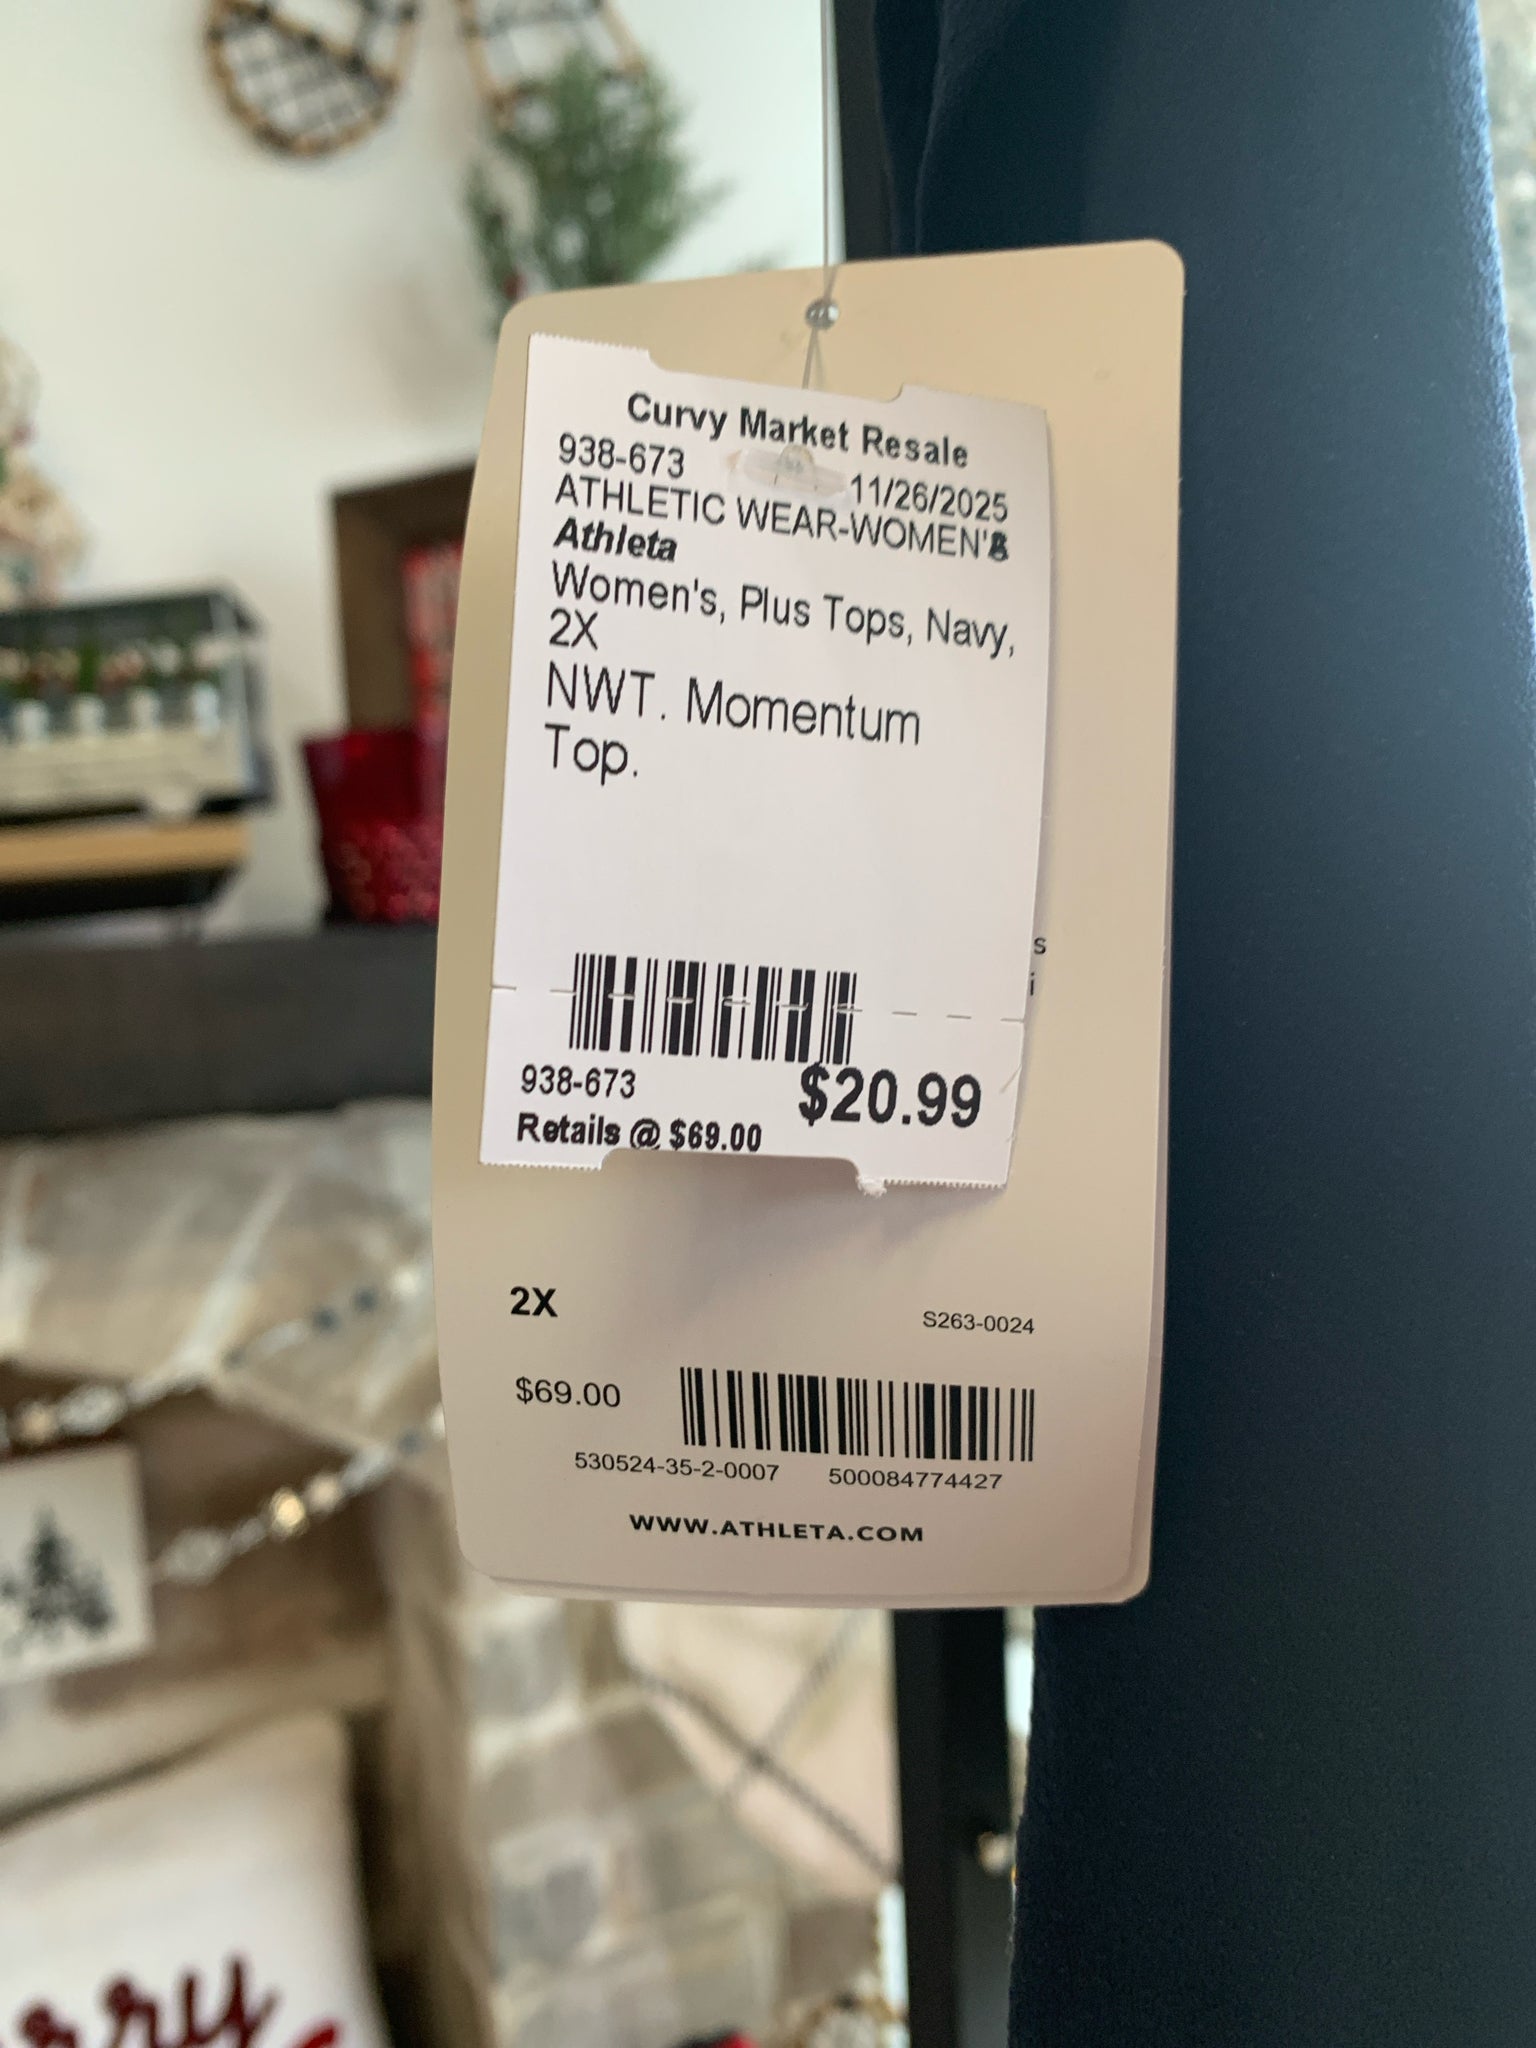 Curvy Market Resale
938-673 11/26/2025
ATHLETIC WEAR-WOMEN'S
Athleta
Women's, Plus Tops, Navy,
2X
NWT. Momentum
Top.
s
i
938-673 $20.99
Retails @ $69.00
2X
S263-0024
$69.00
530524-35-2-0007 500084774427
WWW.ATHLETA.COM
rry